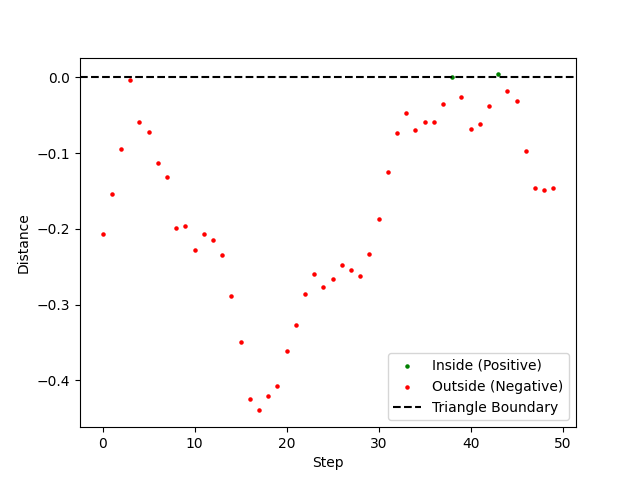 0.0
−0.1
−0.2
−0.3
−0.4
Distance
0 10 20 30 40 50
Step
Inside (Positive)
Outside (Negative)
Triangle Boundary